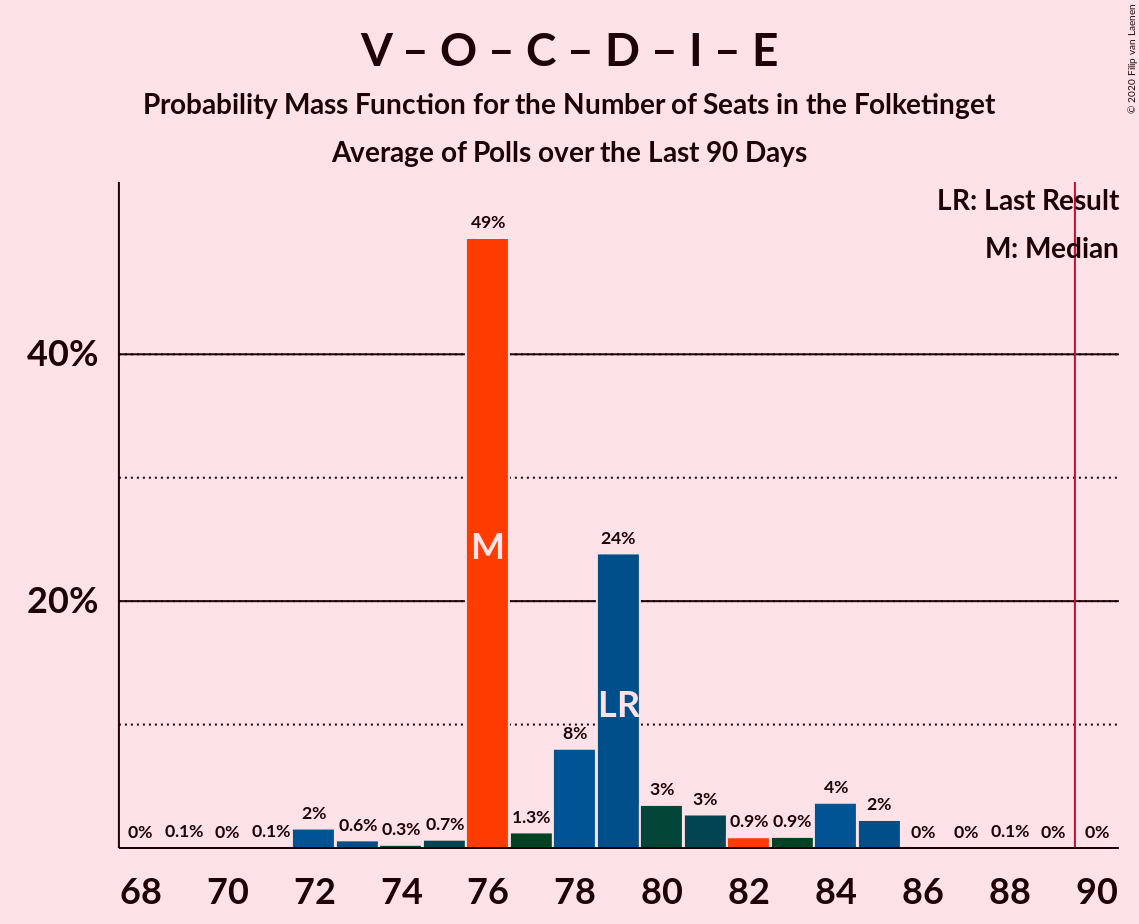 V – O – C – D – I – E
Probability Mass Function for the Number of Seats in the Folketinget
Average of Polls over the Last 90 Days
© 2020 Filip van Laenen
LR: Last Result
M: Median
40%
20%
0% 0.1% 0% 0.1% 2% 0.6% 0.3% 0.7% 49% 1.3% 8% 24% 3% 3% 0.9% 0.9% 4% 2% 0% 0% 0.1% 0% 0%
M
LR
68 70 72 74 76 78 80 82 84 86 88 90